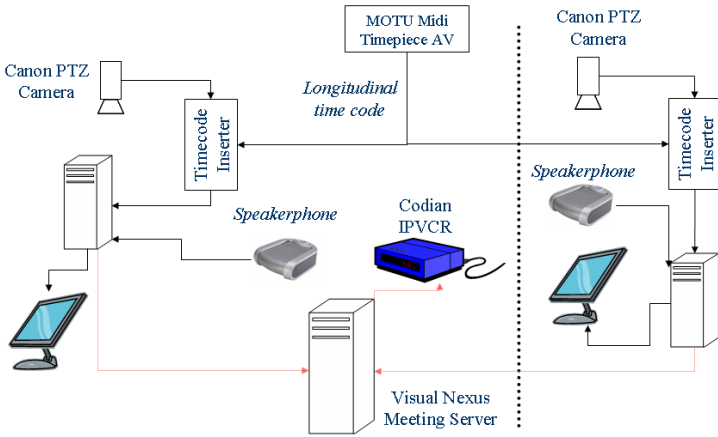 MOTU Midi
Timepiece AV
Canon PTZ
Camera
Canon PTZ
Camera
Longitudinal
time code
Timecode
Inserter
Timecode
Inserter
Speakerphone
Speakerphone
Codian
IPVCR
Visual Nexus
Meeting Server